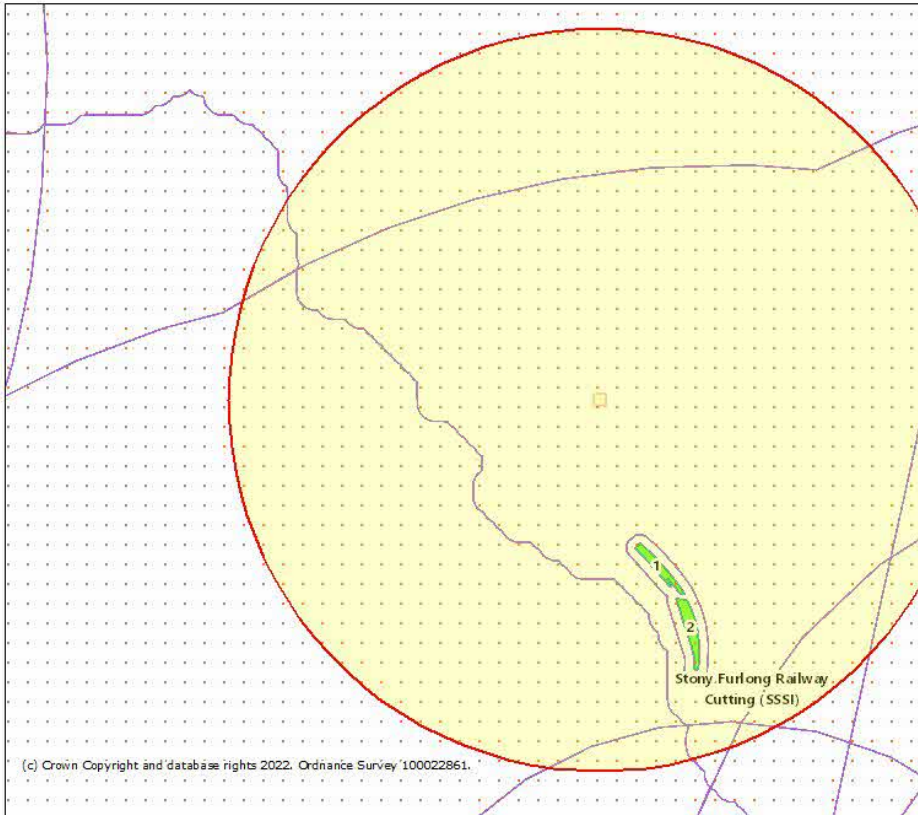 1
2
Stony Furlong Railway
Cutting (SSSI)
(c) Crown Copyright and database rights 2022. Ordnance Survey 100022861.